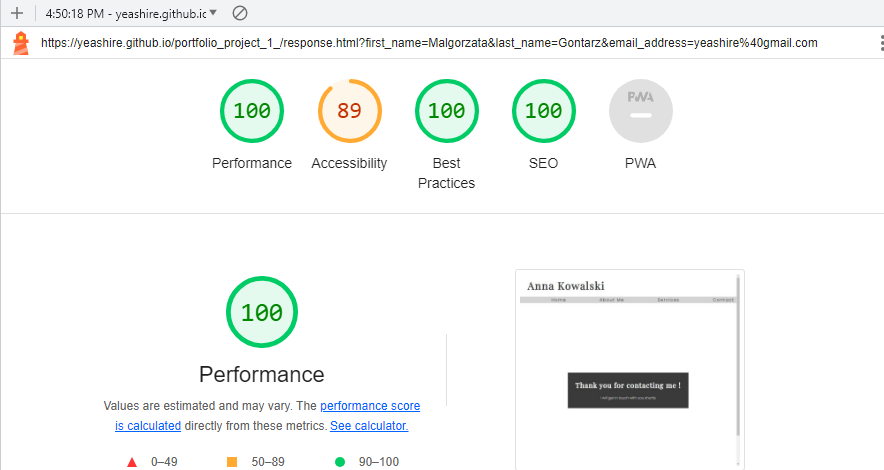 4:50:18 PM - yeashire.github.ic
https://yeashire.github.io/portfolio_project_1_/response.html?first_name=Malgorzata&last_name=Gontarz&email_address=yeashire%40gmail.com
100 89 100 100 PWA
Performance Accessibility Best Practices SEO PWA
100
Performance
Values are estimated and may vary. The performance score
is calculated directly from these metrics. See calculator.
0–49 50–89 90–100
Anna Kowalski
Home About Me Services Contact
Thank you for contacting me !